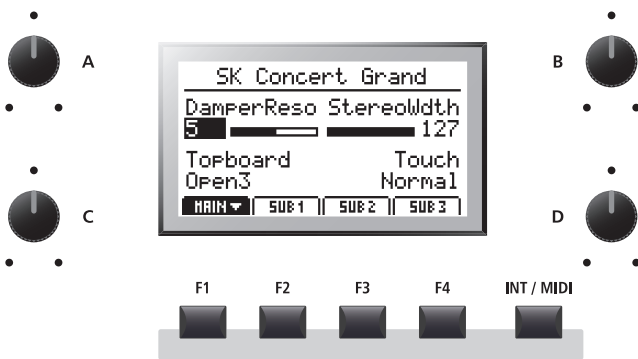 A
B
SK Concert Grand
DamperReso StereoWdth
5 127
Topboard Touch
Open3 Normal
MAIN SUB 1 SUB 2 SUB 3
C
D
F1 F2 F3 F4 INT / MIDI